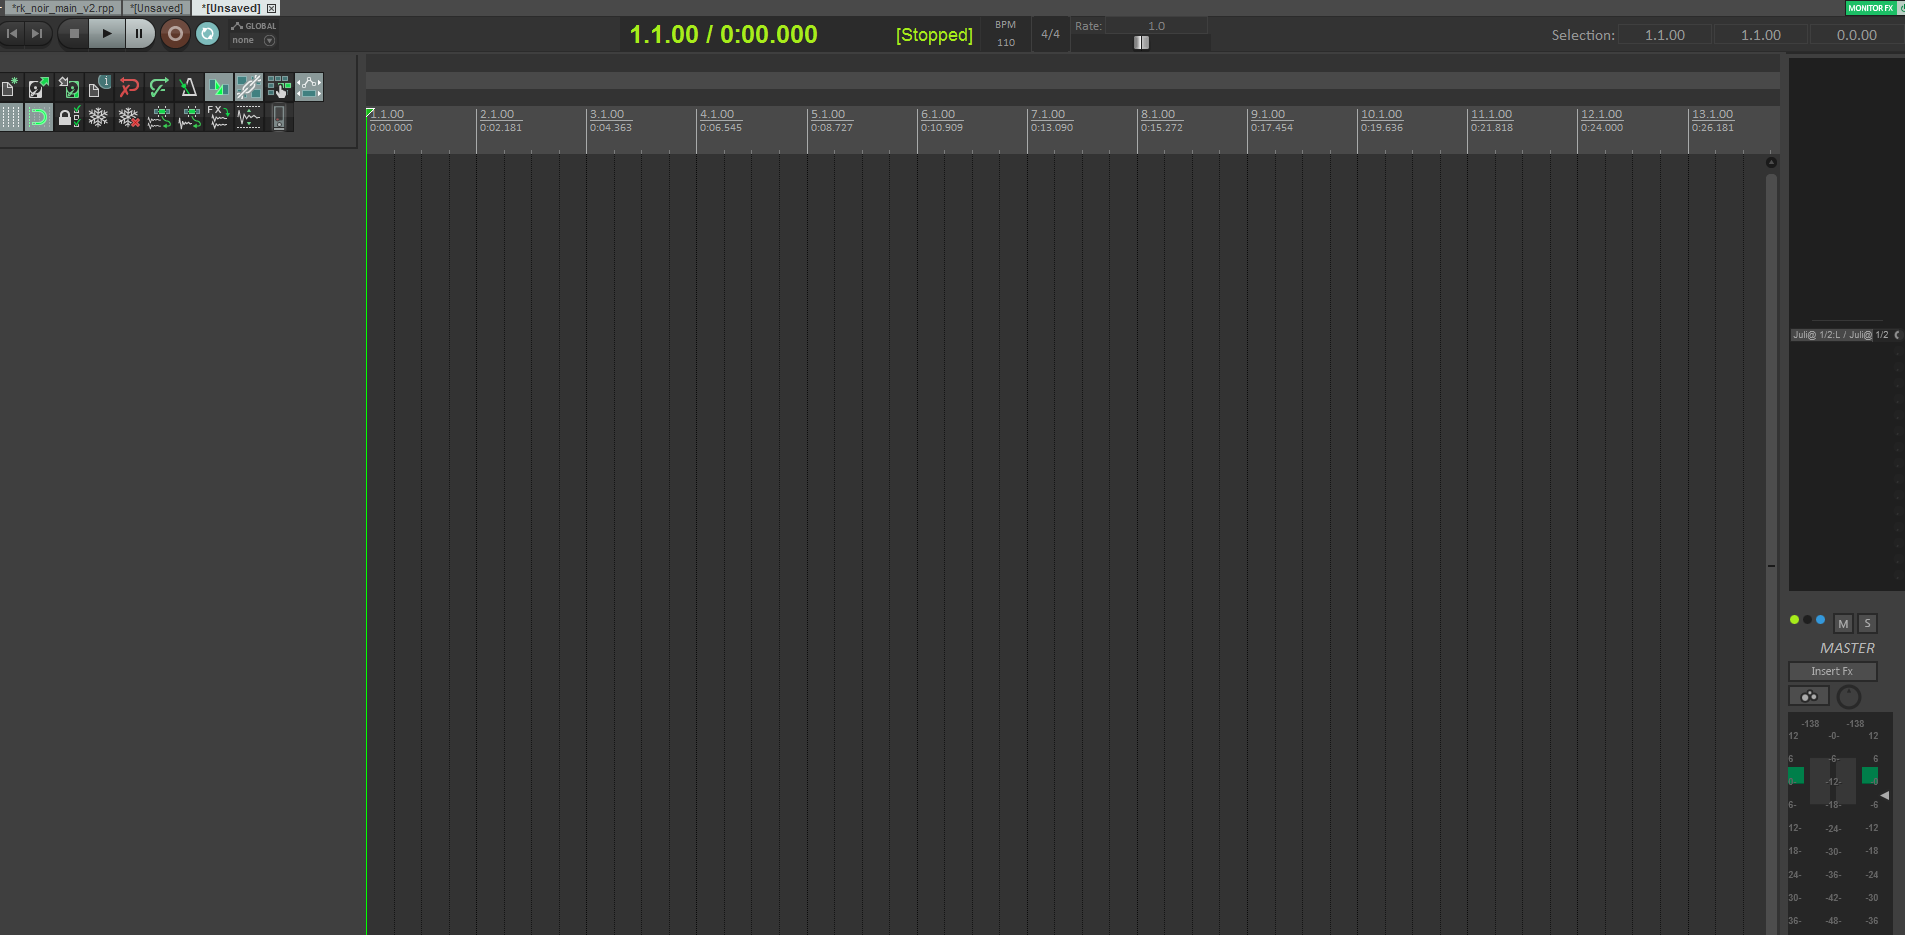 *rk_noir_main_v2.rpp *[Unsaved] *[Unsaved]
MONITOR FX
GLOBAL
none
1.1.00 / 0:00.000 [Stopped]
BPM
110
4/4
Rate: 1.0
Selection: 1.1.00 1.1.00 0.0.00
FX
1.1.00 2.1.00 3.1.00 4.1.00 5.1.00 6.1.00 7.1.00 8.1.00 9.1.00 10.1.00 11.1.00 12.1.00 13.1.00
0:00.000 0:02.181 0:04.363 0:06.545 0:08.727 0:10.909 0:13.090 0:15.272 0:17.454 0:19.636 0:21.818 0:24.000 0:26.181
Juli@ 1/2:L / Juli@ 1/2
M S
MASTER
Insert Fx
-138 -138
12 -0- 12
6 -6- 6
0- -12- -0
6- -18- -6
12- -24- -12
18- -30- -18
24- -36- -24
30- -42- -30
36- -48- -36